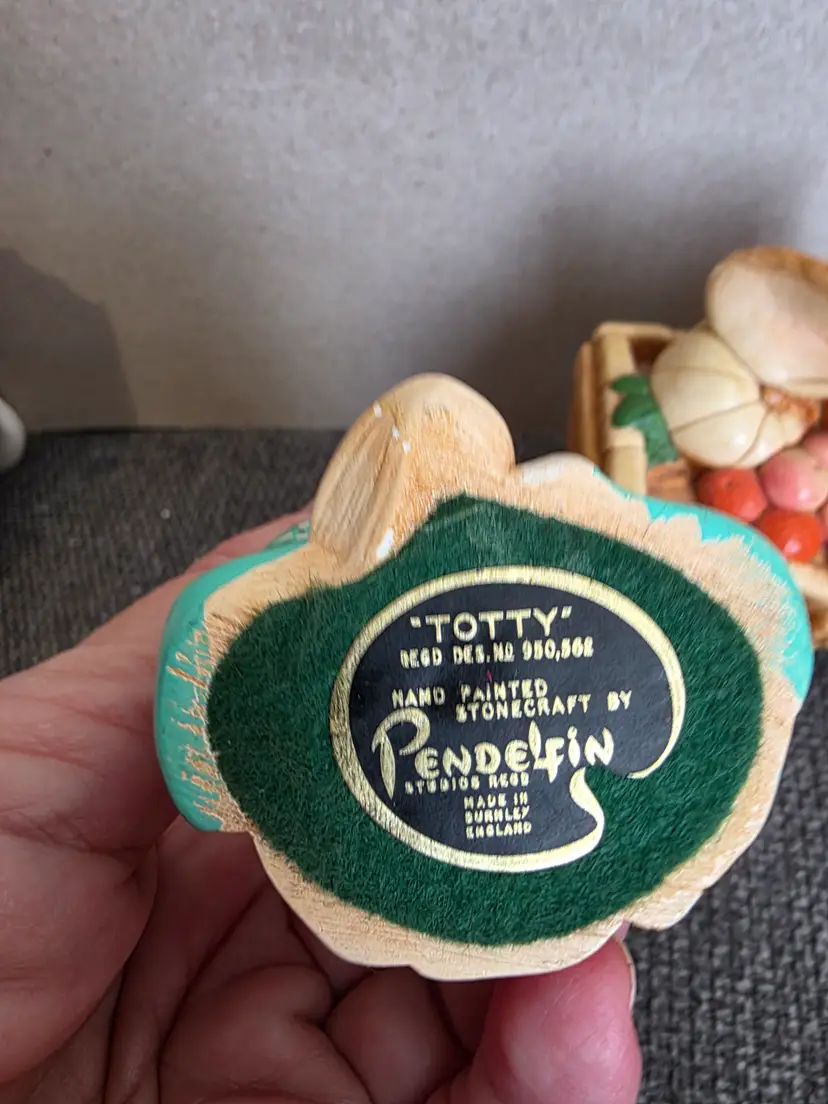 "TOTTY"
REGD DES. NO 950,562
HAND PAINTED
STONECRAFT BY
PENDELFIN
STUDIOS REGD
MADE IN
BURNLEY
ENGLAND